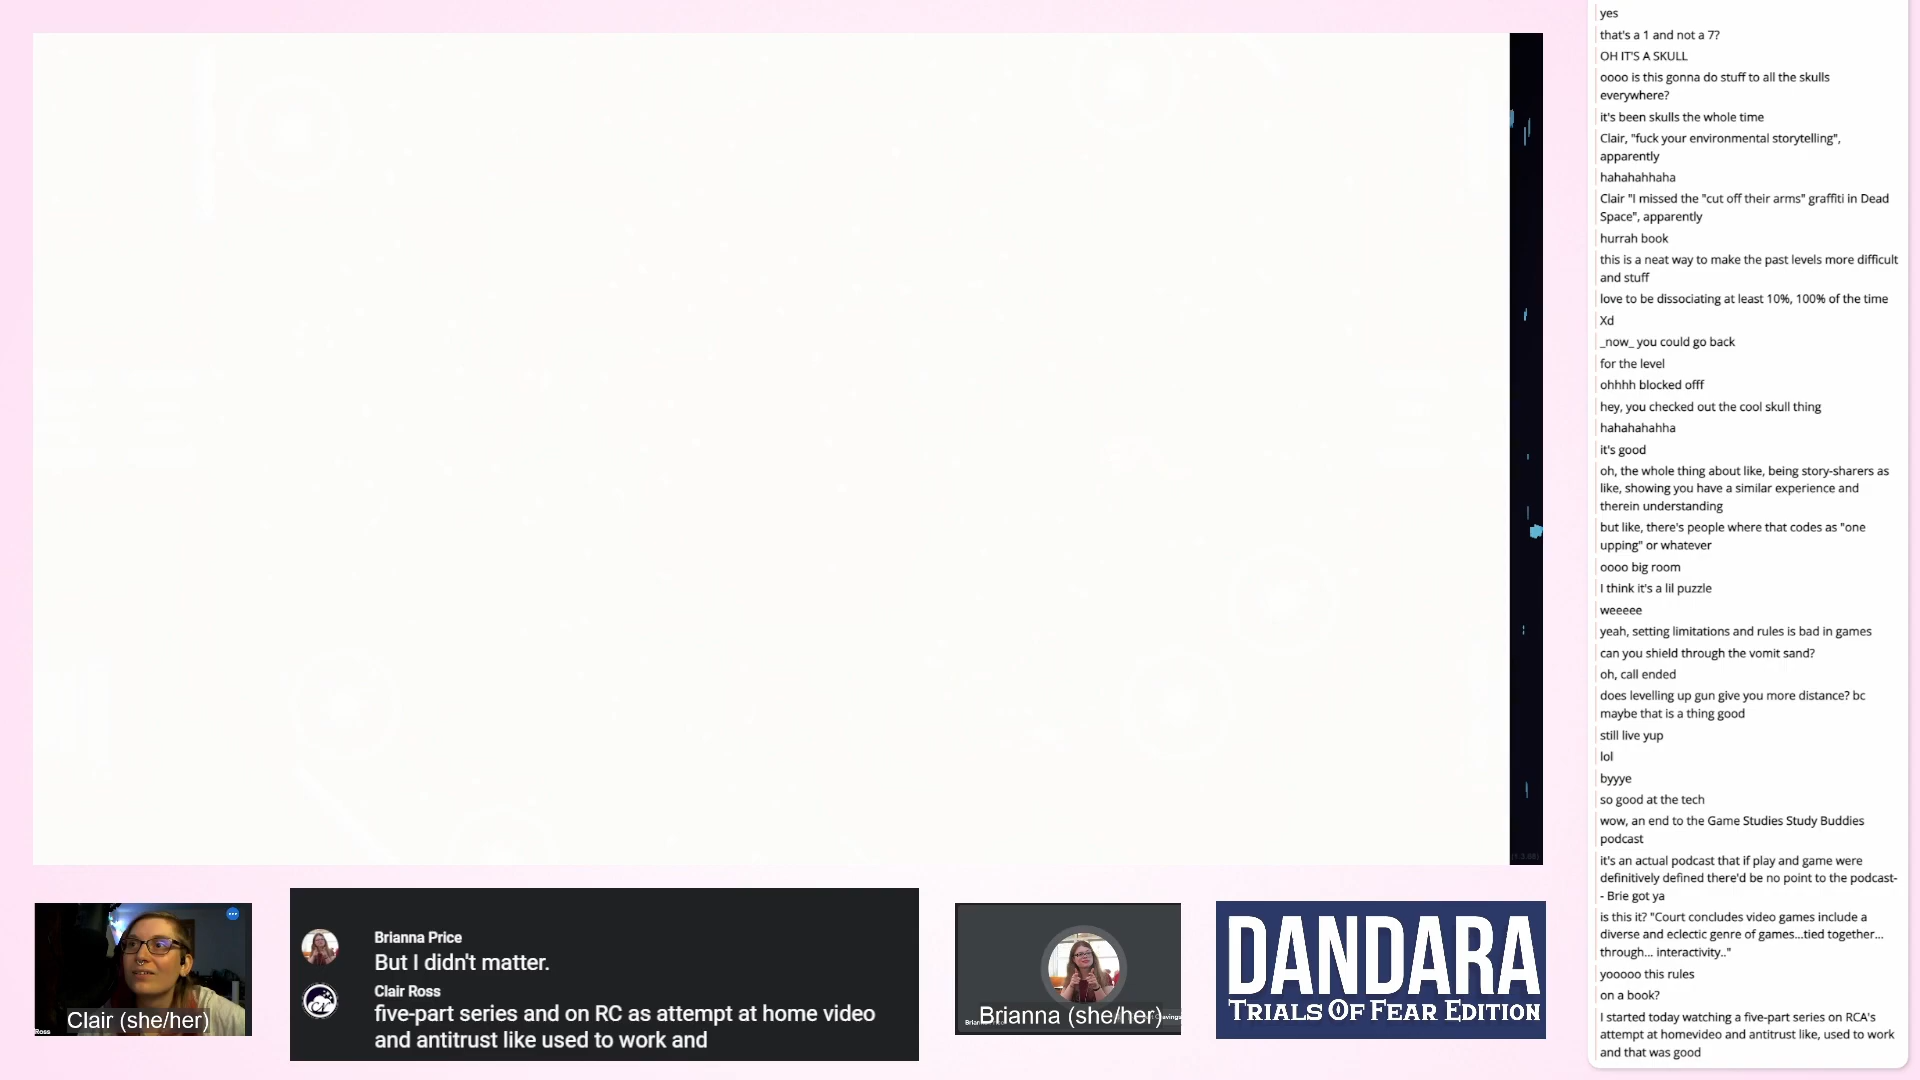 yes
that's a 1 and not a 7?
OH IT'S A SKULL
oooo is this gonna do stuff to all the skulls
everywhere?
it's been skulls the whole time
Clair, "fuck your environmental storytelling",
apparently
hahahahhaha
Clair "I missed the "cut off their arms" graffiti in Dead
Space", apparently
hurrah book
this is a neat way to make the past levels more difficult
and stuff
love to be dissociating at least 10%, 100% of the time
Xd
_now_ you could go back
for the level
ohhhh blocked offf
hey, you checked out the cool skull thing
hahahahahha
it's good
oh, the whole thing about like, being story-sharers as
like, showing you have a similar experience and
therein understanding
but like, there's people where that codes as "one
upping" or whatever
oooo big room
I think it's a lil puzzle
weeeee
yeah, setting limitations and rules is bad in games
can you shield through the vomit sand?
oh, call ended
does levelling up gun give you more distance? bc
maybe that is a thing good
still live yup
lol
byyye
so good at the tech
wow, an end to the Game Studies Study Buddies
podcast
it's an actual podcast that if play and game were
definitively defined there'd be no point to the podcast-
- Brie got ya
is this it? "Court concludes video games include a
diverse and eclectic genre of games...tied together...
through... interactivity.."
yooooo this rules
on a book?
I started today watching a five-part series on RCA's
attempt at homevideo and antitrust like, used to work
and that was good
Ross
Clair (she/her)
Brianna Price
But I didn't matter.
Clair Ross
five-part series and on RC as attempt at home video
and antitrust like used to work and
Brianna (she/her)
DANDARA
TRIALS OF FEAR EDITION